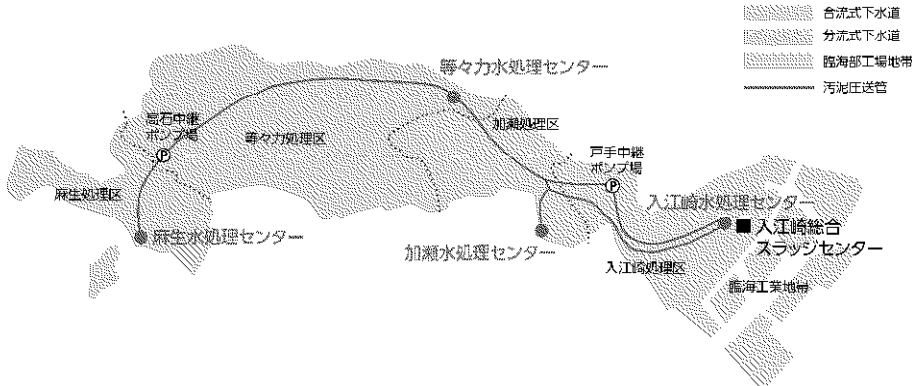 合流式下水道
分流式下水道
臨海部工場地帯
汚泥圧送管
等々力水処理センター
高石中継
ポンプ場
等々力処理区
加瀬処理区
戸手中継
ポンプ場
P
P
麻生処理区
入江崎水処理センター
麻生水処理センター
加瀬水処理センター
入江崎総合
スラッジセンター
入江崎処理区
臨海工業地帯